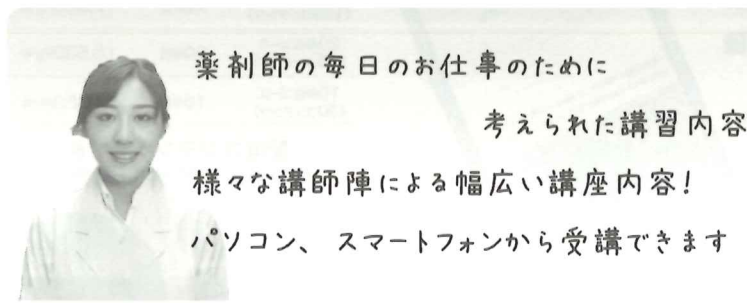 薬剤師の毎日のお仕事のために
考えられた講習内容
様々な講師陣による幅広い講座内容!
パソコン、スマートフォンから受講できます